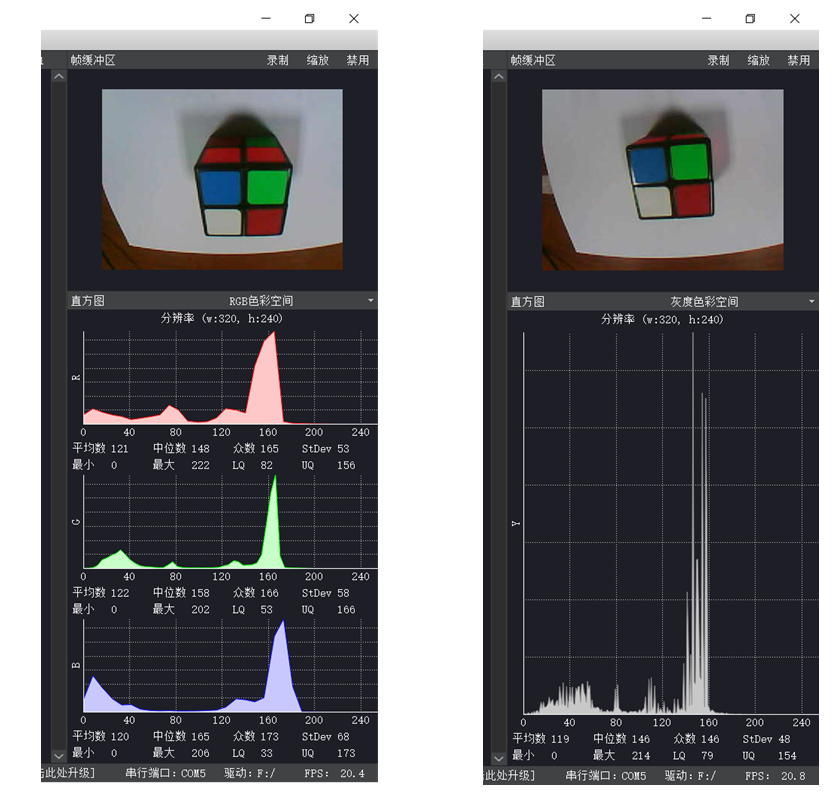 帧缓冲区 录制 缩放 禁用
直方图 RGB色彩空间
分辨率 (w:320, h:240)
R
0 40 80 120 160 200 240
平均数 121 中位数 148 众数 165 StDev 53
最小 0 最大 222 LQ 82 UQ 156
G
0 40 80 120 160 200 240
平均数 122 中位数 158 众数 166 StDev 58
最小 0 最大 202 LQ 53 UQ 166
B
0 40 80 120 160 200 240
平均数 120 中位数 165 众数 173 StDev 68
最小 0 最大 206 LQ 33 UQ 173
击此处升级] 串行端口：COM5 驱动：F:/ FPS: 20.4
帧缓冲区 录制 缩放 禁用
直方图 灰度色彩空间
分辨率 (w:320, h:240)
Y
0 40 80 120 160 200 240
平均数 119 中位数 146 众数 146 StDev 48
最小 0 最大 214 LQ 79 UQ 154
击此处升级] 串行端口：COM5 驱动：F:/ FPS: 20.8